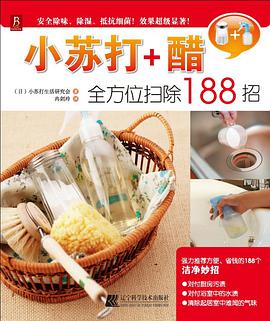 安全除味、除湿、抵抗细菌！效果超级显著！
小苏打+醋
（日）小苏打生活研究会 著
冉剑玲 译
全方位扫除188招
强力推荐方便、省钱的188个
洁净妙招
对付厨房污渍
对付浴室中的水渍
清除起居室中难闻的气味
辽宁科学技术出版社